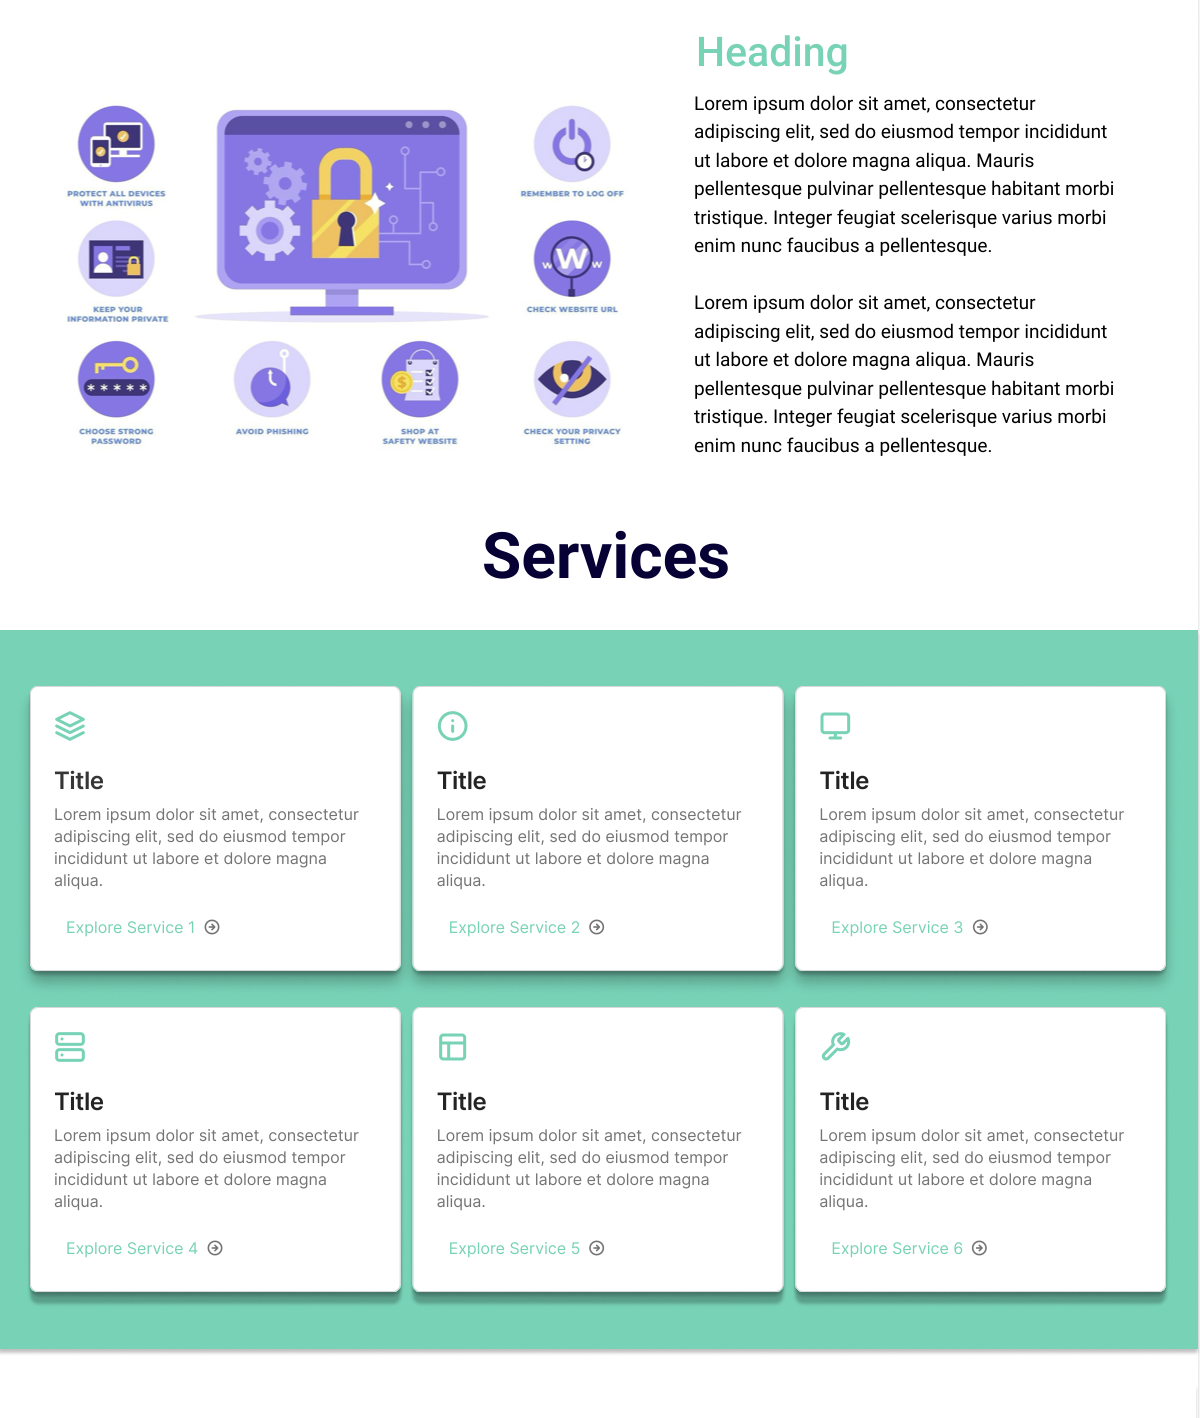 PROTECT ALL DEVICES
WITH ANTIVIRUS
REMEMBER TO LOG OFF
KEEP YOUR
INFORMATION PRIVATE
W W W
CHECK WEBSITE URL
* * * * *
CHOOSE STRONG
PASSWORD
AVOID PHISHING
$
SHOP AT
SAFETY WEBSITE
CHECK YOUR PRIVACY
SETTING
Heading
Lorem ipsum dolor sit amet, consectetur
adipiscing elit, sed do eiusmod tempor incididunt
ut labore et dolore magna aliqua. Mauris
pellentesque pulvinar pellentesque habitant morbi
tristique. Integer feugiat scelerisque varius morbi
enim nunc faucibus a pellentesque.
Lorem ipsum dolor sit amet, consectetur
adipiscing elit, sed do eiusmod tempor incididunt
ut labore et dolore magna aliqua. Mauris
pellentesque pulvinar pellentesque habitant morbi
tristique. Integer feugiat scelerisque varius morbi
enim nunc faucibus a pellentesque.
Services
Title
Lorem ipsum dolor sit amet, consectetur
adipiscing elit, sed do eiusmod tempor
incididunt ut labore et dolore magna
aliqua.
Explore Service 1
Title
Lorem ipsum dolor sit amet, consectetur
adipiscing elit, sed do eiusmod tempor
incididunt ut labore et dolore magna
aliqua.
Explore Service 2
Title
Lorem ipsum dolor sit amet, consectetur
adipiscing elit, sed do eiusmod tempor
incididunt ut labore et dolore magna
aliqua.
Explore Service 3
Title
Lorem ipsum dolor sit amet, consectetur
adipiscing elit, sed do eiusmod tempor
incididunt ut labore et dolore magna
aliqua.
Explore Service 4
Title
Lorem ipsum dolor sit amet, consectetur
adipiscing elit, sed do eiusmod tempor
incididunt ut labore et dolore magna
aliqua.
Explore Service 5
Title
Lorem ipsum dolor sit amet, consectetur
adipiscing elit, sed do eiusmod tempor
incididunt ut labore et dolore magna
aliqua.
Explore Service 6